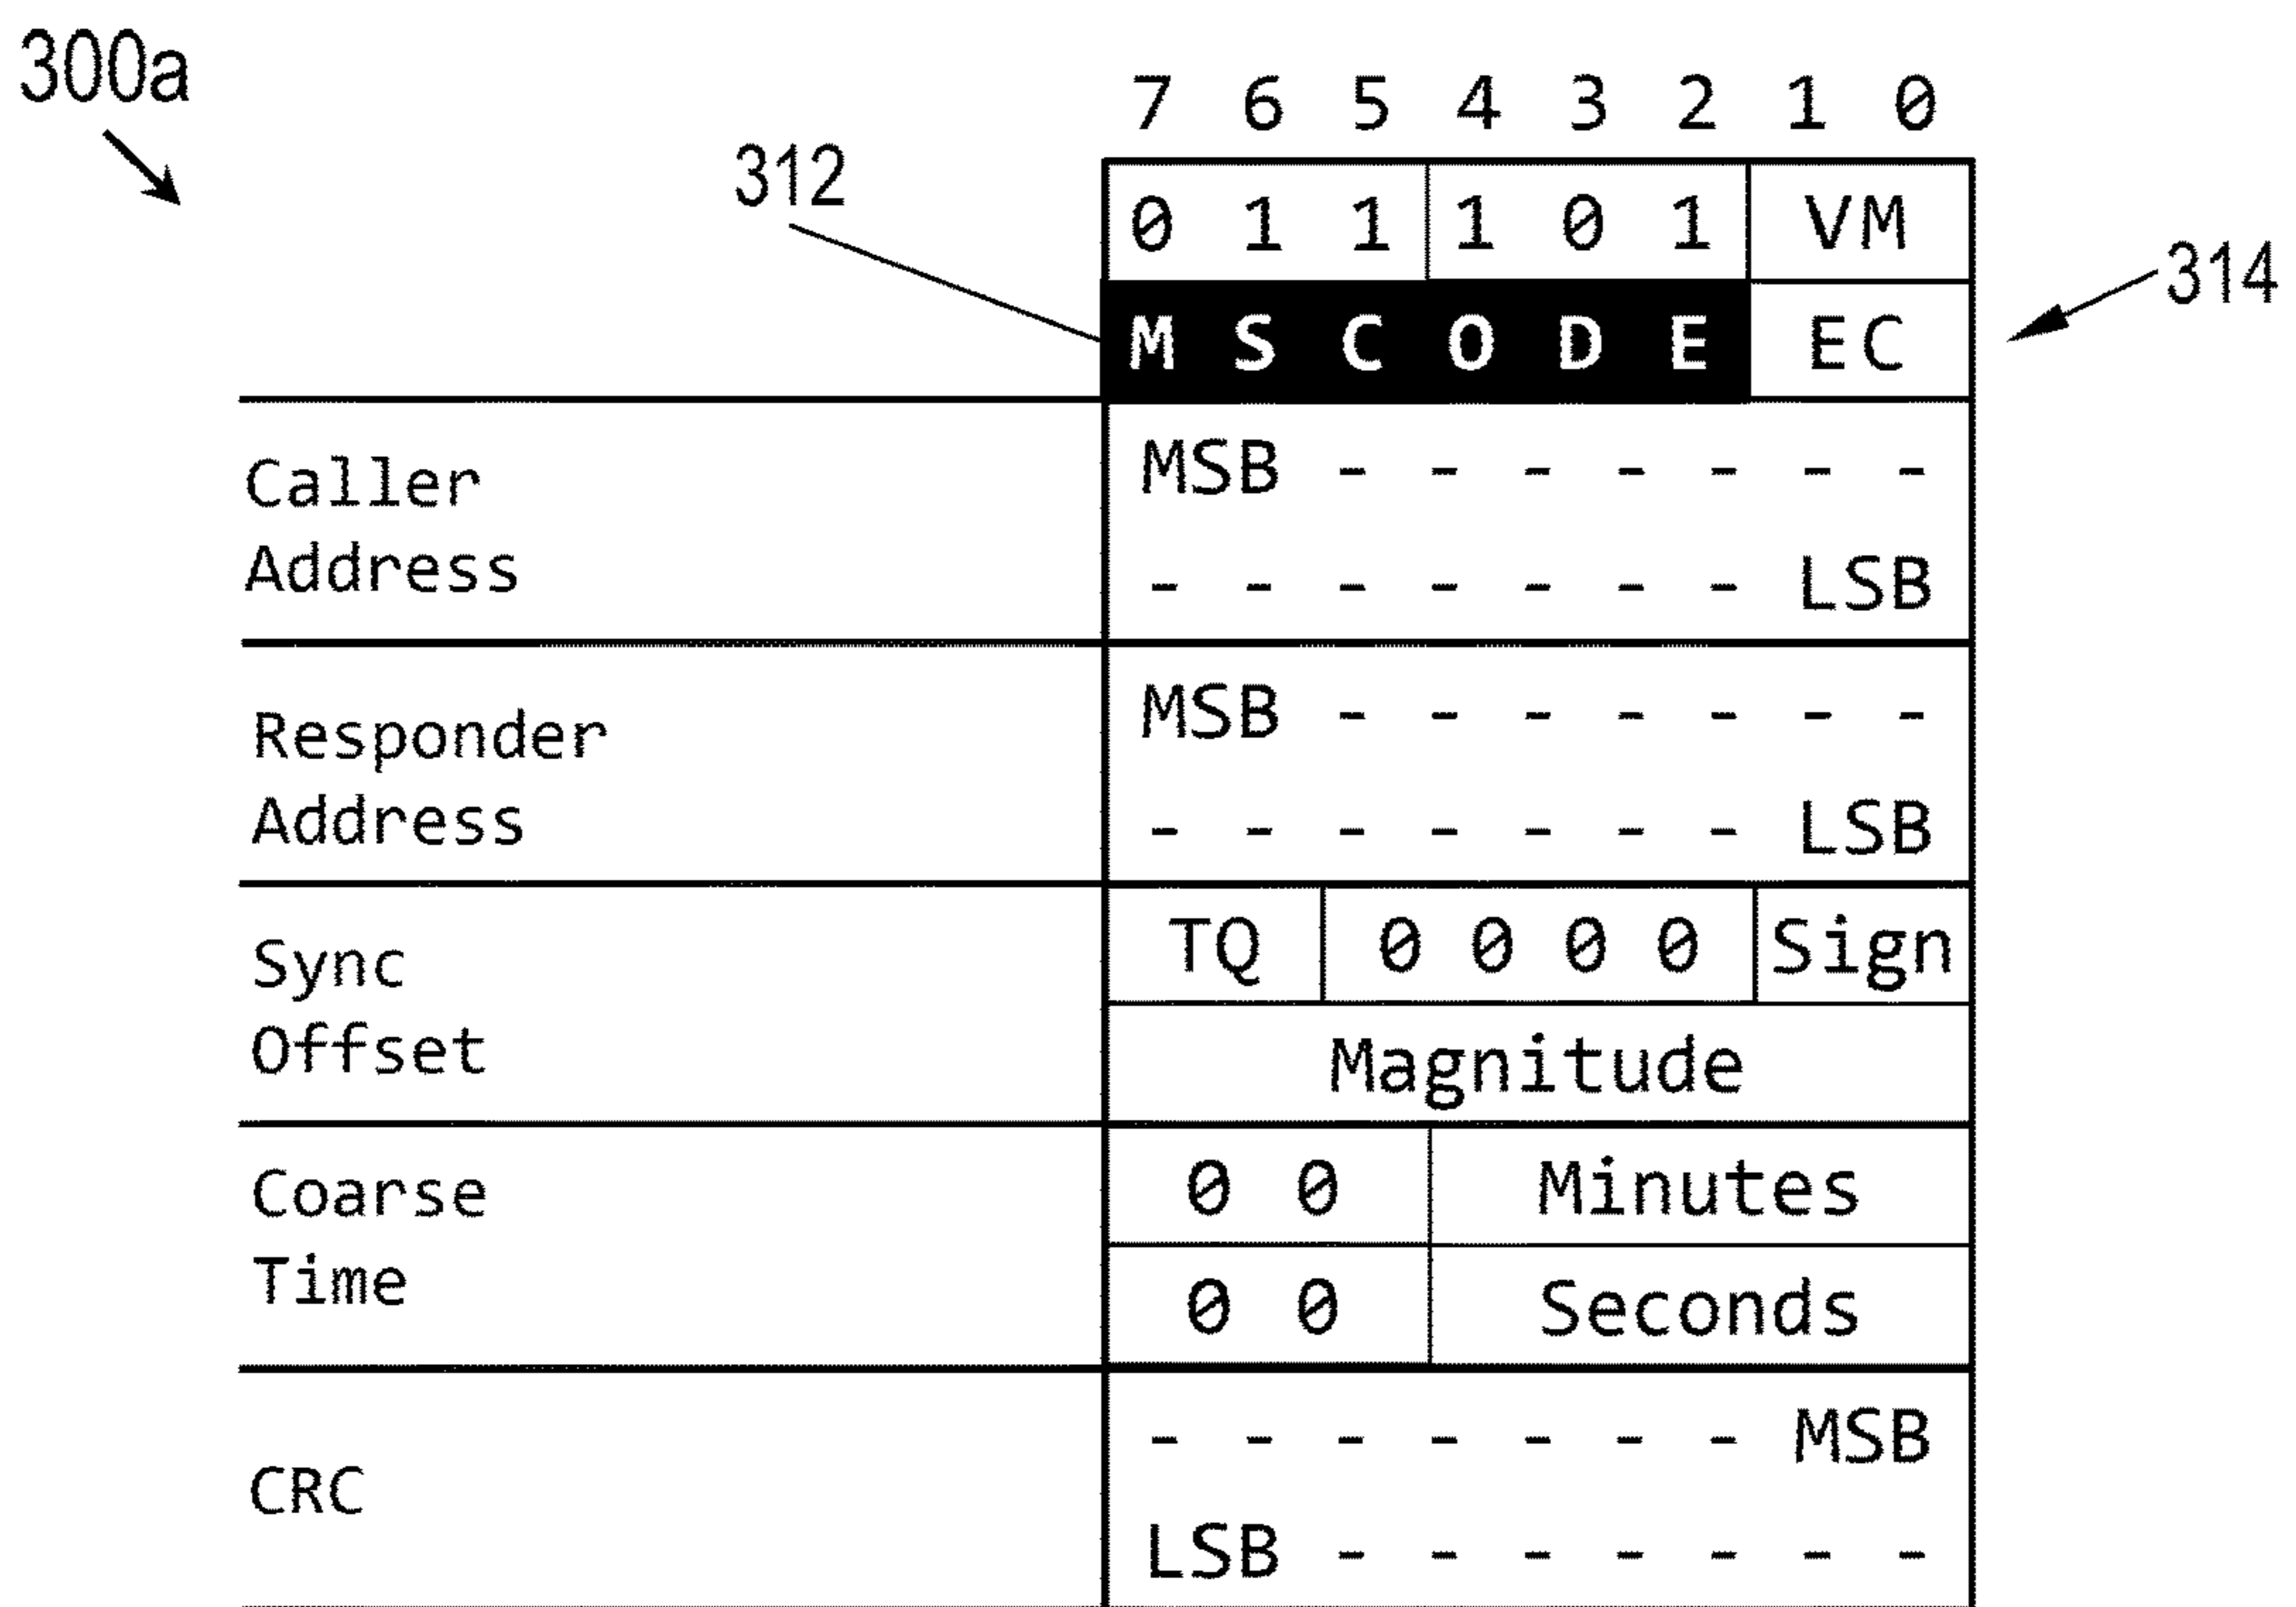 300a
7 6 5 4 3 2 1 0
312
0 1 1 1 0 1 VM
314
M S C O D E EC
Caller Address
MSB - - - - - - -
- - - - - - - LSB
Responder Address
MSB - - - - - - -
- - - - - - - LSB
Sync Offset
TQ 0 0 0 0 Sign
Magnitude
Coarse Time
0 0 Minutes
0 0 Seconds
CRC
- - - - - - - MSB
LSB - - - - - - -